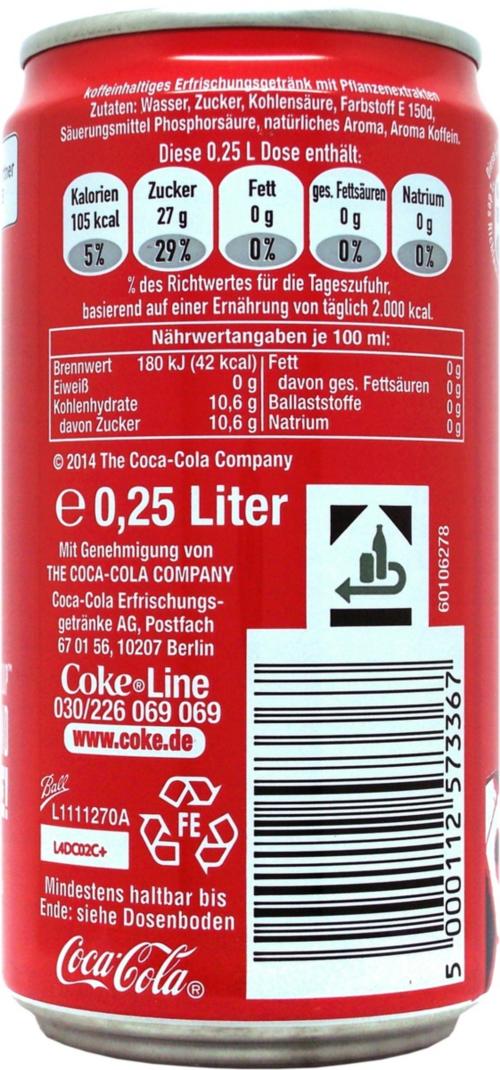 koffeinhaltiges Erfrischungsgetränk mit Pflanzenextrakten
Zutaten: Wasser, Zucker, Kohlensäure, Farbstoff E 150d,
Säuerungsmittel Phosphorsäure, natürliches Aroma, Aroma Koffein.
Diese 0,25 L Dose enthält:
Kalorien Zucker Fett ges. Fettsäuren Natrium
105 kcal 27 g 0 g 0 g 0 g
5% 29% 0% 0% 0%
% des Richtwertes für die Tageszufuhr,
basierend auf einer Ernährung von täglich 2.000 kcal.
Nährwertangaben je 100 ml:
Brennwert 180 kJ (42 kcal) Fett 0 g
Eiweiß 0 g davon ges. Fettsäuren 0 g
Kohlenhydrate 10,6 g Ballaststoffe 0 g
davon Zucker 10,6 g Natrium 0 g
© 2014 The Coca-Cola Company
e 0,25 Liter
Mit Genehmigung von
THE COCA-COLA COMPANY
Coca-Cola Erfrischungs-
getränke AG, Postfach
67 01 56, 10207 Berlin
Coke®Line
030/226 069 069
www.coke.de
60106278
Ball
L1111270A
L4DC02C+
FE
Mindestens haltbar bis
Ende: siehe Dosenboden
Coca-Cola®
5 000112 573367